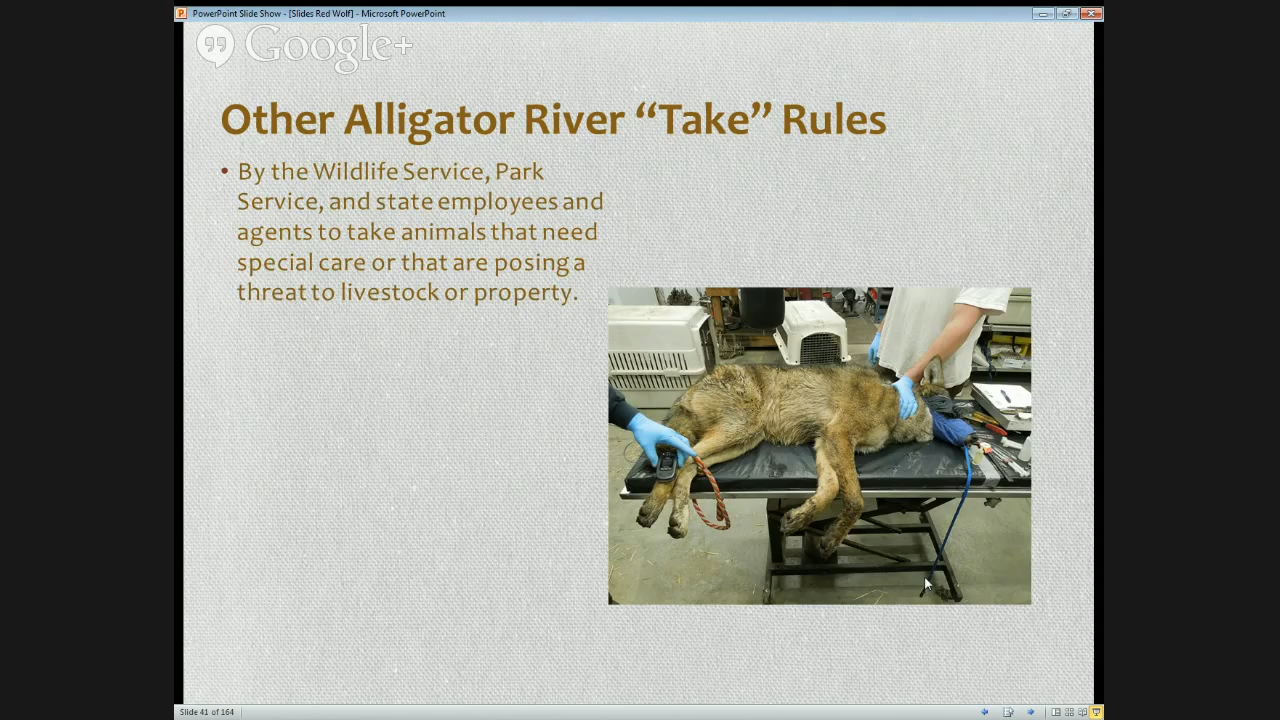 PowerPoint Slide Show - [Slides Red Wolf] - Microsoft PowerPoint
Google+
Other Alligator River “Take” Rules
• By the Wildlife Service, Park
Service, and state employees and
agents to take animals that need
special care or that are posing a
threat to livestock or property.
Slide 41 of 164